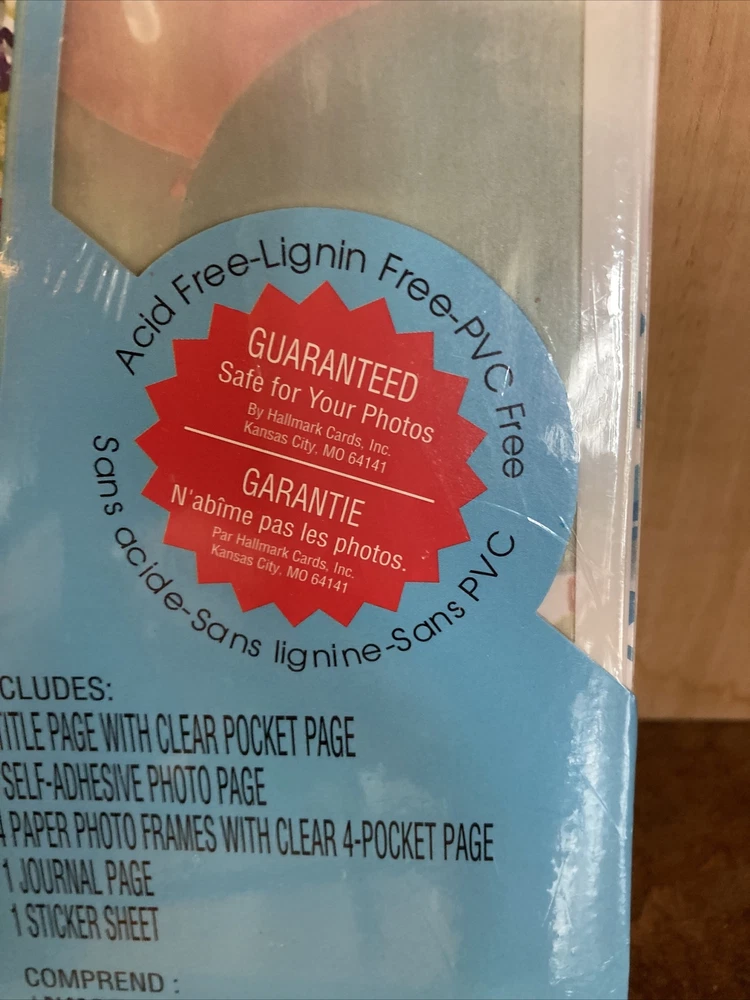 Acid Free-Lignin Free-PVC Free
GUARANTEED
Safe for Your Photos
By Hallmark Cards, Inc.
Kansas City, MO 64141
GARANTIE
N'abîme pas les photos.
Par Hallmark Cards, Inc.
Kansas City, MO 64141
Sans acide-Sans lignine-Sans PVC
CLUDES:
TITLE PAGE WITH CLEAR POCKET PAGE
SELF-ADHESIVE PHOTO PAGE
4 PAPER PHOTO FRAMES WITH CLEAR 4-POCKET PAGE
1 JOURNAL PAGE
1 STICKER SHEET
COMPREND :